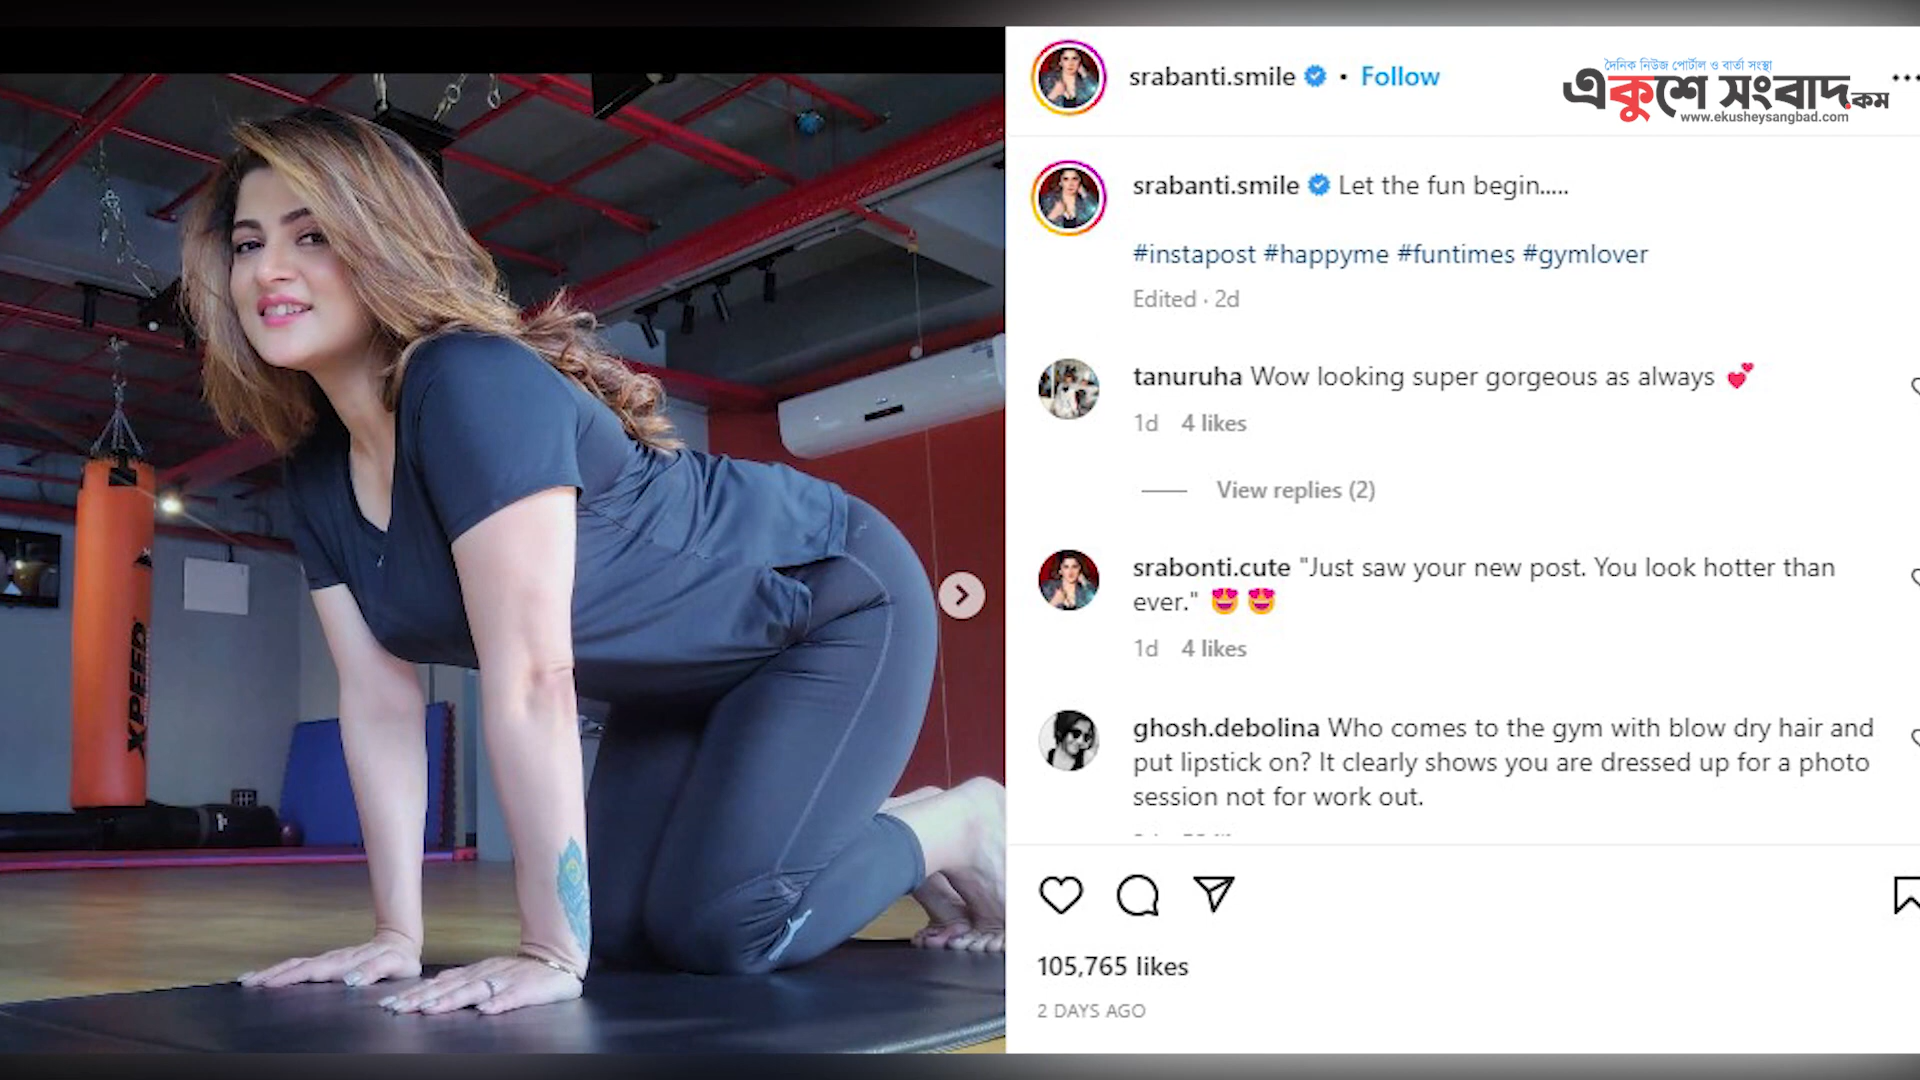 srabanti.smile • Follow
দৈনিক নিউজ পোর্টাল ও বার্তা সংস্থা
একুশে সংবাদ.কম
www.ekusheysangbad.com
srabanti.smile Let the fun begin.....
#instapost #happyme #funtimes #gymlover
Edited · 2d
tanuruha Wow looking super gorgeous as always 💕
1d 4 likes
View replies (2)
srabonti.cute "Just saw your new post. You look hotter than
ever." 😍😍
1d 4 likes
ghosh.debolina Who comes to the gym with blow dry hair and
put lipstick on? It clearly shows you are dressed up for a photo
session not for work out.
105,765 likes
2 DAYS AGO
XPEED